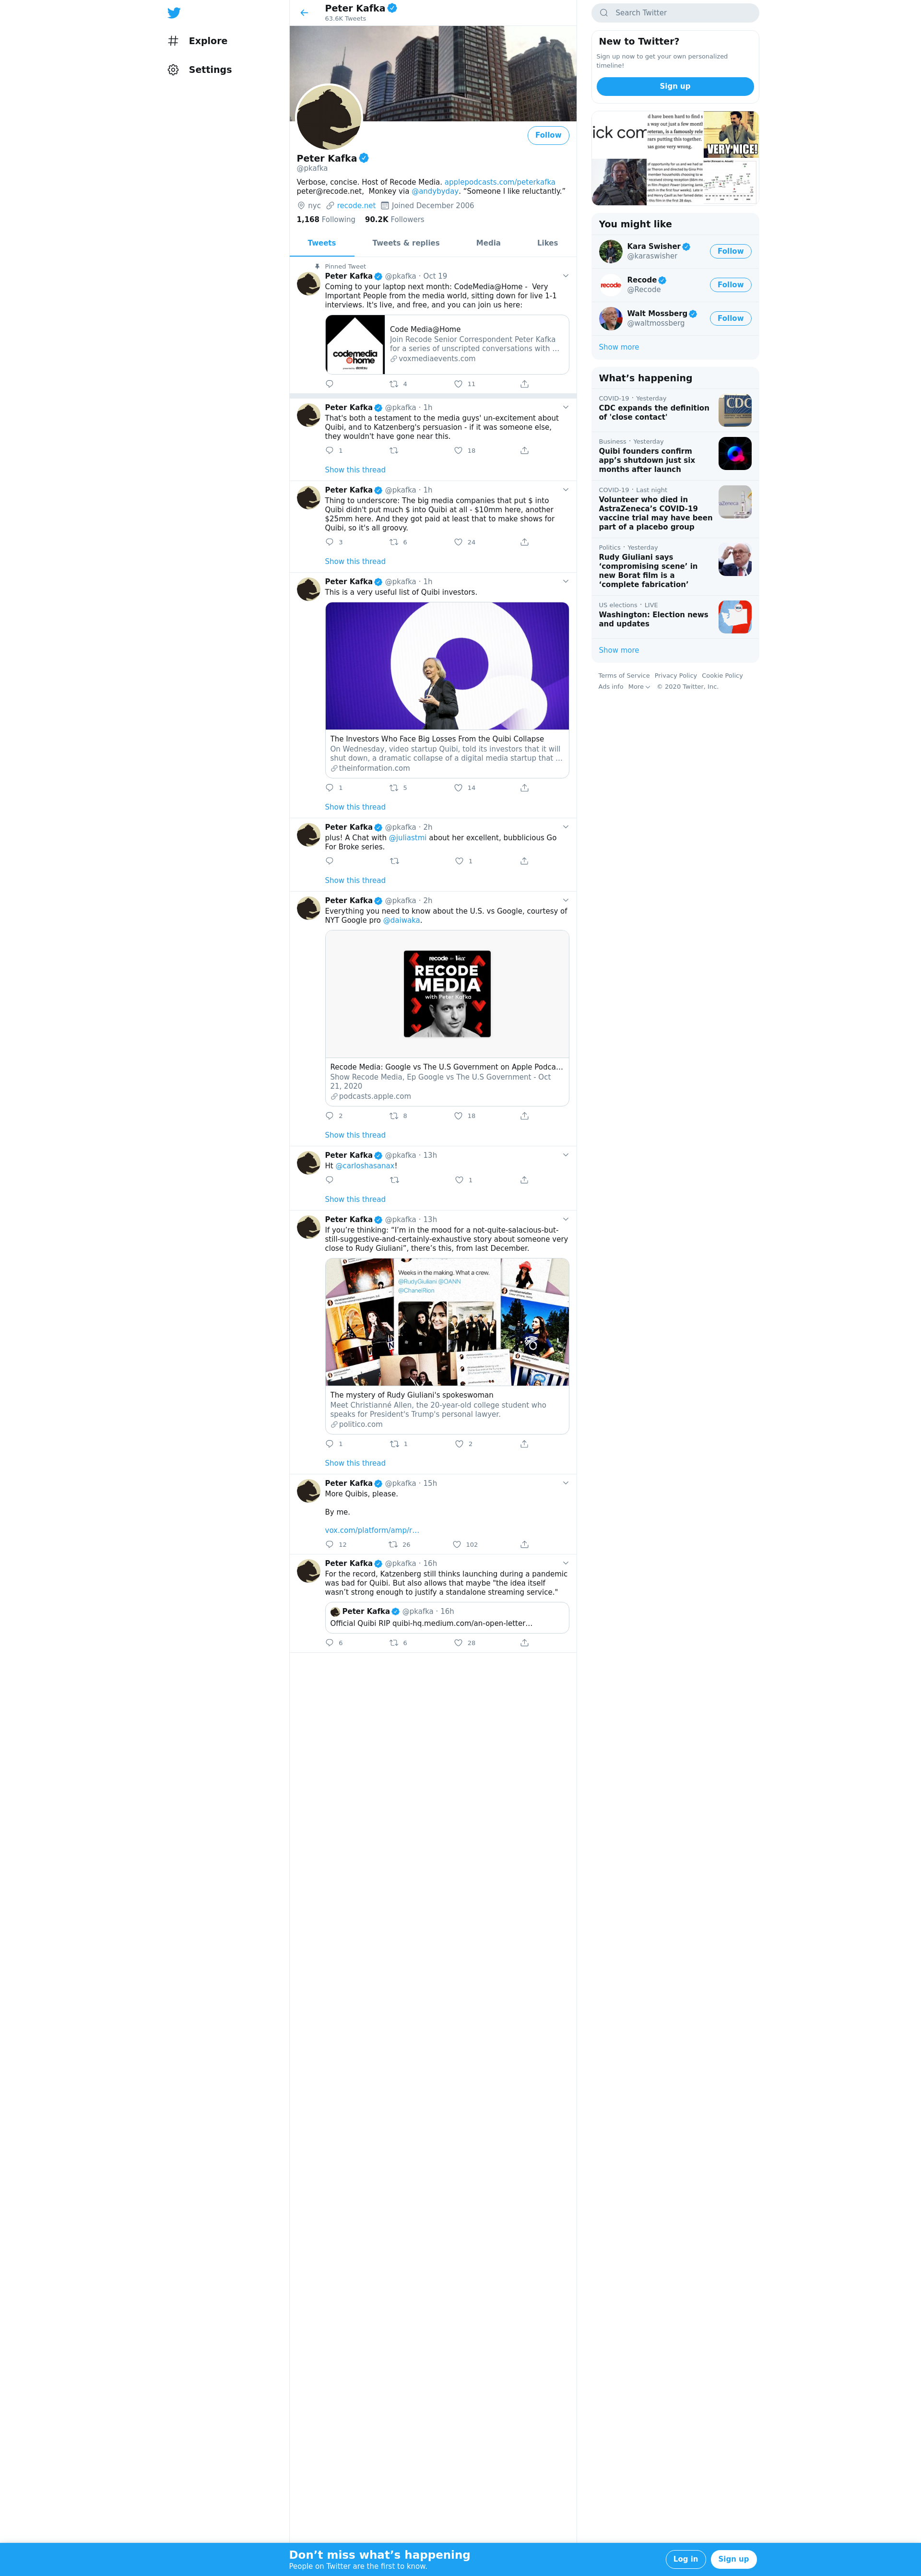 Explore
Settings
Peter Kafka
63.6K Tweets
Follow
Peter Kafka
@pkafka
Verbose, concise. Host of Recode Media. applepodcasts.com/peterkafka
peter@recode.net, Monkey via @andybyday. “Someone I like reluctantly.”
nyc recode.net Joined December 2006
1,168 Following 90.2K Followers
Tweets Tweets & replies Media Likes
Pinned Tweet
Peter Kafka @pkafka · Oct 19
Coming to your laptop next month: CodeMedia@Home - Very
Important People from the media world, sitting down for live 1-1
interviews. It's live, and free, and you can join us here:
codemedia
@home
Code Media@Home
Join Recode Senior Correspondent Peter Kafka
for a series of unscripted conversations with ...
voxmediaevents.com
4 11
Peter Kafka @pkafka · 1h
That's both a testament to the media guys' un-excitement about
Quibi, and to Katzenberg's persuasion - if it was someone else,
they wouldn't have gone near this.
1 18
Show this thread
Peter Kafka @pkafka · 1h
Thing to underscore: The big media companies that put $ into
Quibi didn't put much $ into Quibi at all - $10mm here, another
$25mm here. And they got paid at least that to make shows for
Quibi, so it's all groovy.
3 6 24
Show this thread
Peter Kafka @pkafka · 1h
This is a very useful list of Quibi investors.
The Investors Who Face Big Losses From the Quibi Collapse
On Wednesday, video startup Quibi, told its investors that it will
shut down, a dramatic collapse of a digital media startup that ...
theinformation.com
1 5 14
Show this thread
Peter Kafka @pkafka · 2h
plus! A Chat with @juliastmi about her excellent, bubblicious Go
For Broke series.
1
Show this thread
Peter Kafka @pkafka · 2h
Everything you need to know about the U.S. vs Google, courtesy of
NYT Google pro @daiwaka.
recode by Vox
RECODE
MEDIA
with Peter Kafka
Recode Media: Google vs The U.S Government on Apple Podca...
Show Recode Media, Ep Google vs The U.S Government - Oct
21, 2020
podcasts.apple.com
2 8 18
Show this thread
Peter Kafka @pkafka · 13h
Ht @carloshasanax!
1
Show this thread
Peter Kafka @pkafka · 13h
If you’re thinking: “I’m in the mood for a not-quite-salacious-but-
still-suggestive-and-certainly-exhaustive story about someone very
close to Rudy Giuliani”, there’s this, from last December.
Weeks in the making. What a crew.
@RudyGiuliani @OANN
@ChanelRion
The mystery of Rudy Giuliani’s spokeswoman
Meet Christianné Allen, the 20-year-old college student who
speaks for President’s Trump’s personal lawyer.
politico.com
1 1 2
Show this thread
Peter Kafka @pkafka · 15h
More Quibis, please.
By me.
vox.com/platform/amp/r...
12 26 102
Peter Kafka @pkafka · 16h
For the record, Katzenberg still thinks launching during a pandemic
was bad for Quibi. But also allows that maybe "the idea itself
wasn’t strong enough to justify a standalone streaming service."
Peter Kafka @pkafka · 16h
Official Quibi RIP quibi-hq.medium.com/an-open-letter...
6 6 28
Search Twitter
New to Twitter?
Sign up now to get your own personalized
timeline!
Sign up
ick com
VERY NICE!
You might like
Kara Swisher
@karaswisher
Follow
recode
Recode
@Recode
Follow
Walt Mossberg
@waltmossberg
Follow
Show more
What’s happening
COVID-19 · Yesterday
CDC expands the definition
of 'close contact'
CDC
Business · Yesterday
Quibi founders confirm
app’s shutdown just six
months after launch
COVID-19 · Last night
Volunteer who died in
AstraZeneca’s COVID-19
vaccine trial may have been
part of a placebo group
Politics · Yesterday
Rudy Giuliani says
‘compromising scene’ in
new Borat film is a
‘complete fabrication’
US elections · LIVE
Washington: Election news
and updates
Show more
Terms of Service Privacy Policy Cookie Policy
Ads info More © 2020 Twitter, Inc.
Don’t miss what’s happening
People on Twitter are the first to know.
Log in
Sign up